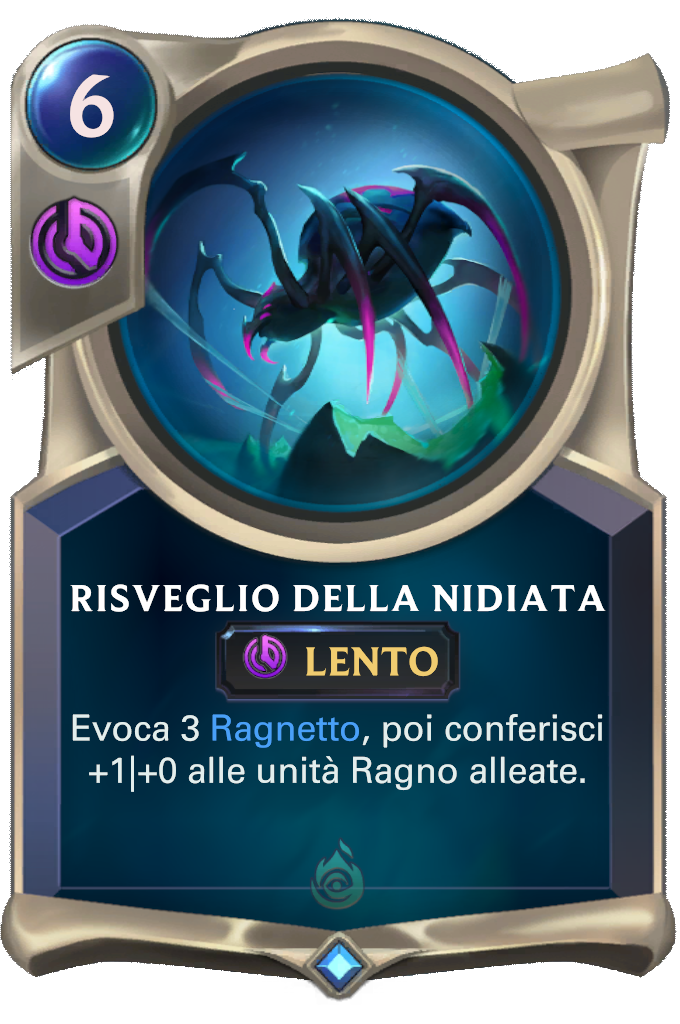 6
RISVEGLIO DELLA NIDIATA
LENTO
Evoca 3 Ragnetto, poi conferisci
+1|+0 alle unità Ragno alleate.